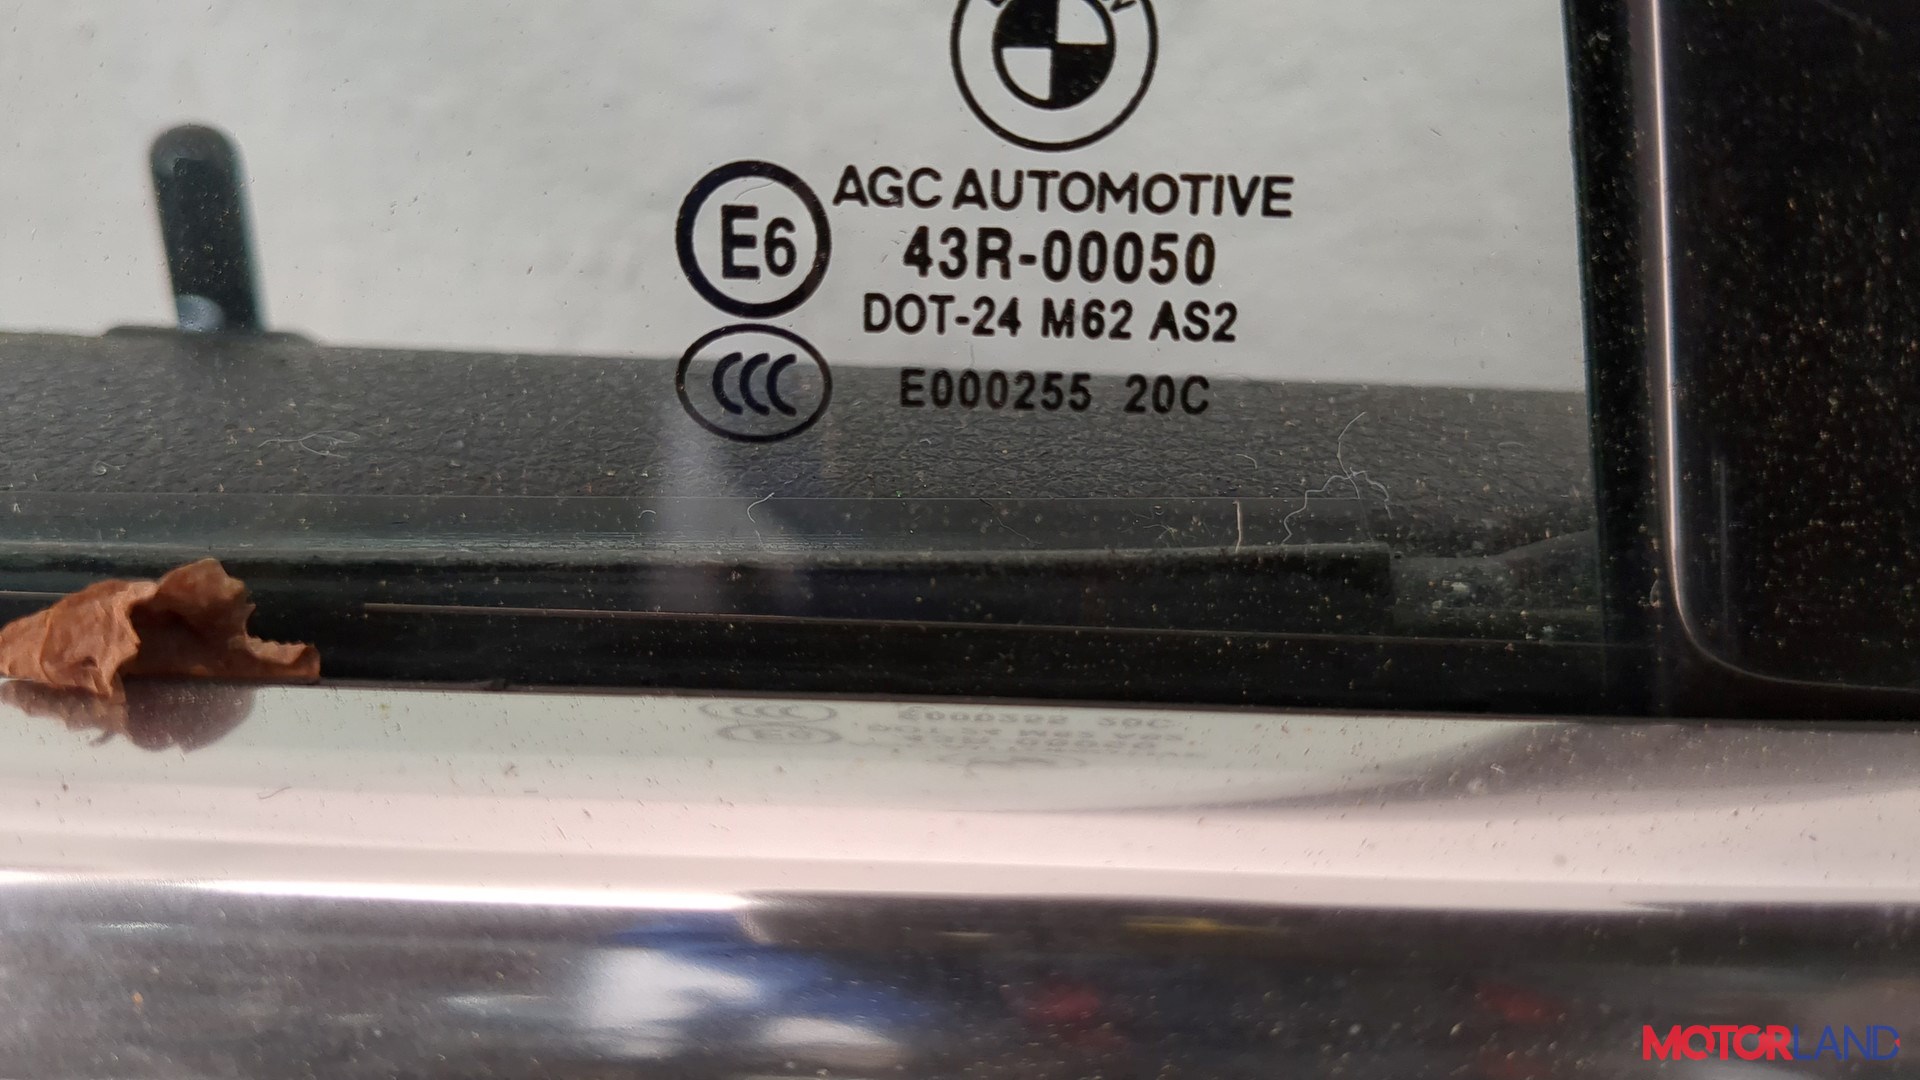 AGC AUTOMOTIVE
E6
43R-00050
DOT-24 M62 AS2
CCC
E000255 20C
MOTORLAND